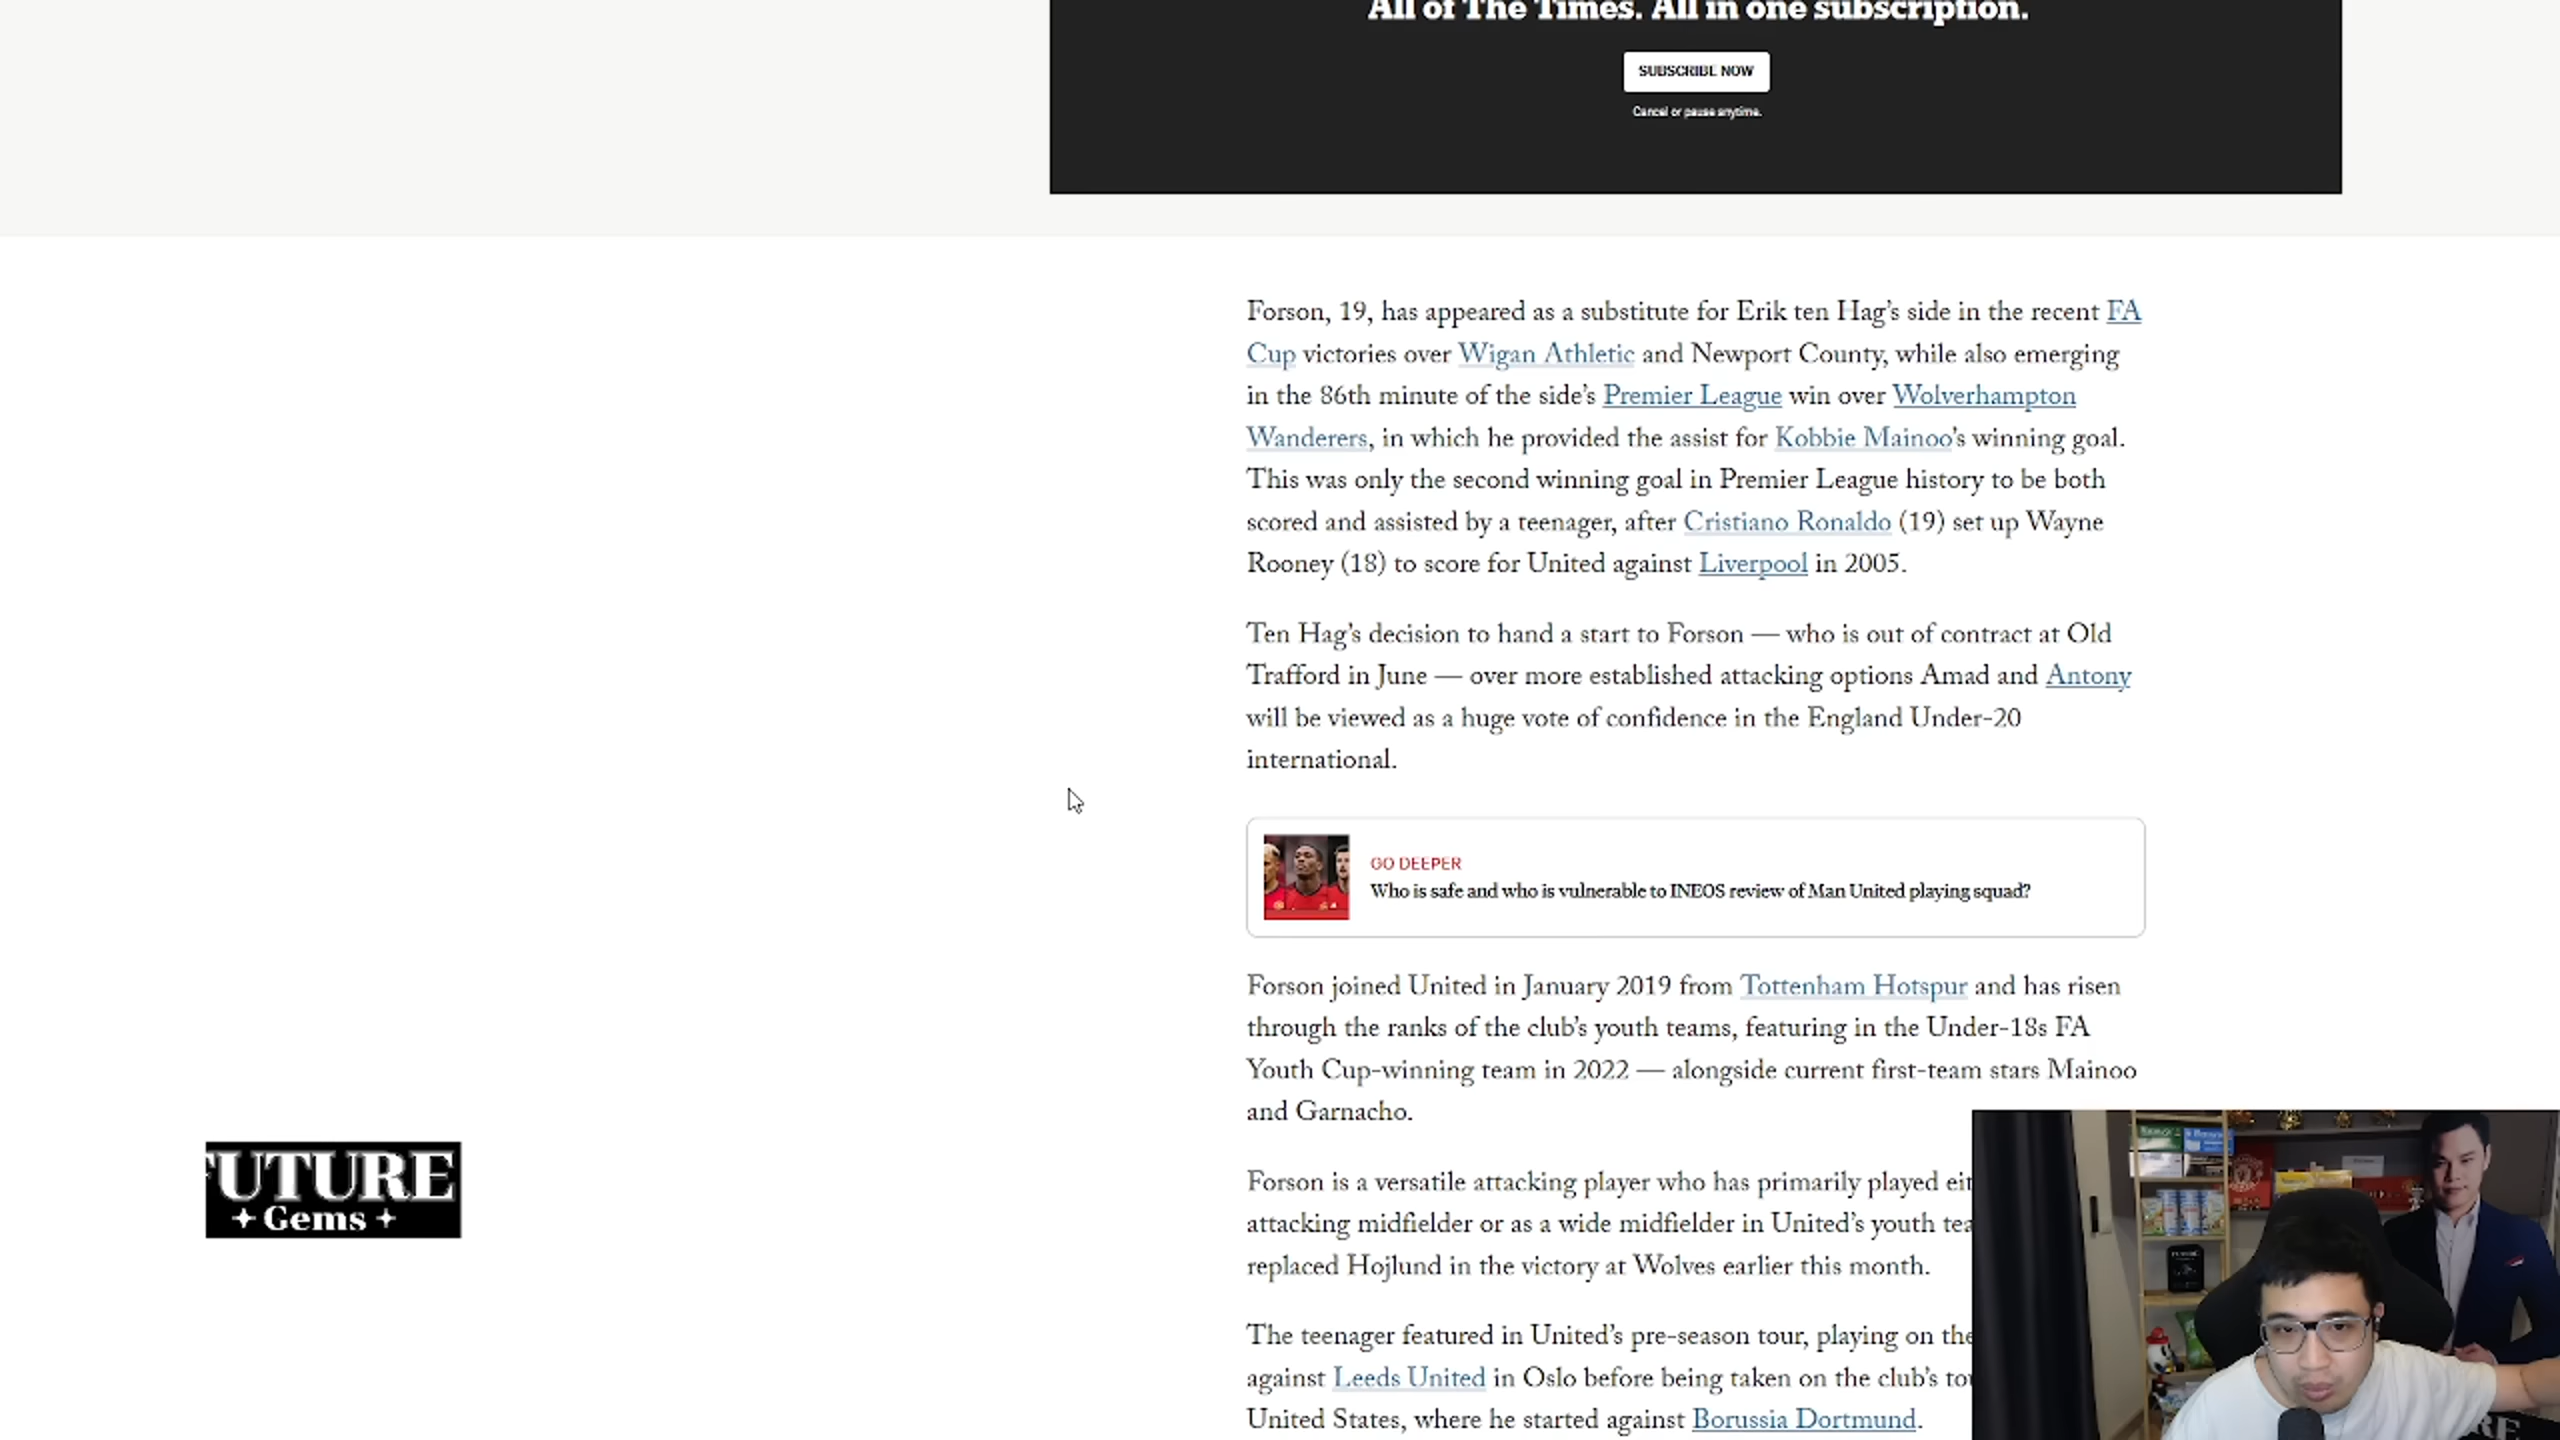 All of The Times. All in one subscription.
SUBSCRIBE NOW
Cancel or pause anytime.
Forson, 19, has appeared as a substitute for Erik ten Hag’s side in the recent FA
Cup victories over Wigan Athletic and Newport County, while also emerging
in the 86th minute of the side’s Premier League win over Wolverhampton
Wanderers, in which he provided the assist for Kobbie Mainoo’s winning goal.
This was only the second winning goal in Premier League history to be both
scored and assisted by a teenager, after Cristiano Ronaldo (19) set up Wayne
Rooney (18) to score for United against Liverpool in 2005.
Ten Hag’s decision to hand a start to Forson — who is out of contract at Old
Trafford in June — over more established attacking options Amad and Antony
will be viewed as a huge vote of confidence in the England Under-20
international.
GO DEEPER
Who is safe and who is vulnerable to INEOS review of Man United playing squad?
Forson joined United in January 2019 from Tottenham Hotspur and has risen
through the ranks of the club’s youth teams, featuring in the Under-18s FA
Youth Cup-winning team in 2022 — alongside current first-team stars Mainoo
and Garnacho.
Forson is a versatile attacking player who has primarily played eit
attacking midfielder or as a wide midfielder in United’s youth tea
replaced Hojlund in the victory at Wolves earlier this month.
The teenager featured in United’s pre-season tour, playing on the
against Leeds United in Oslo before being taken on the club’s to
United States, where he started against Borussia Dortmund.
FUTURE
Gems